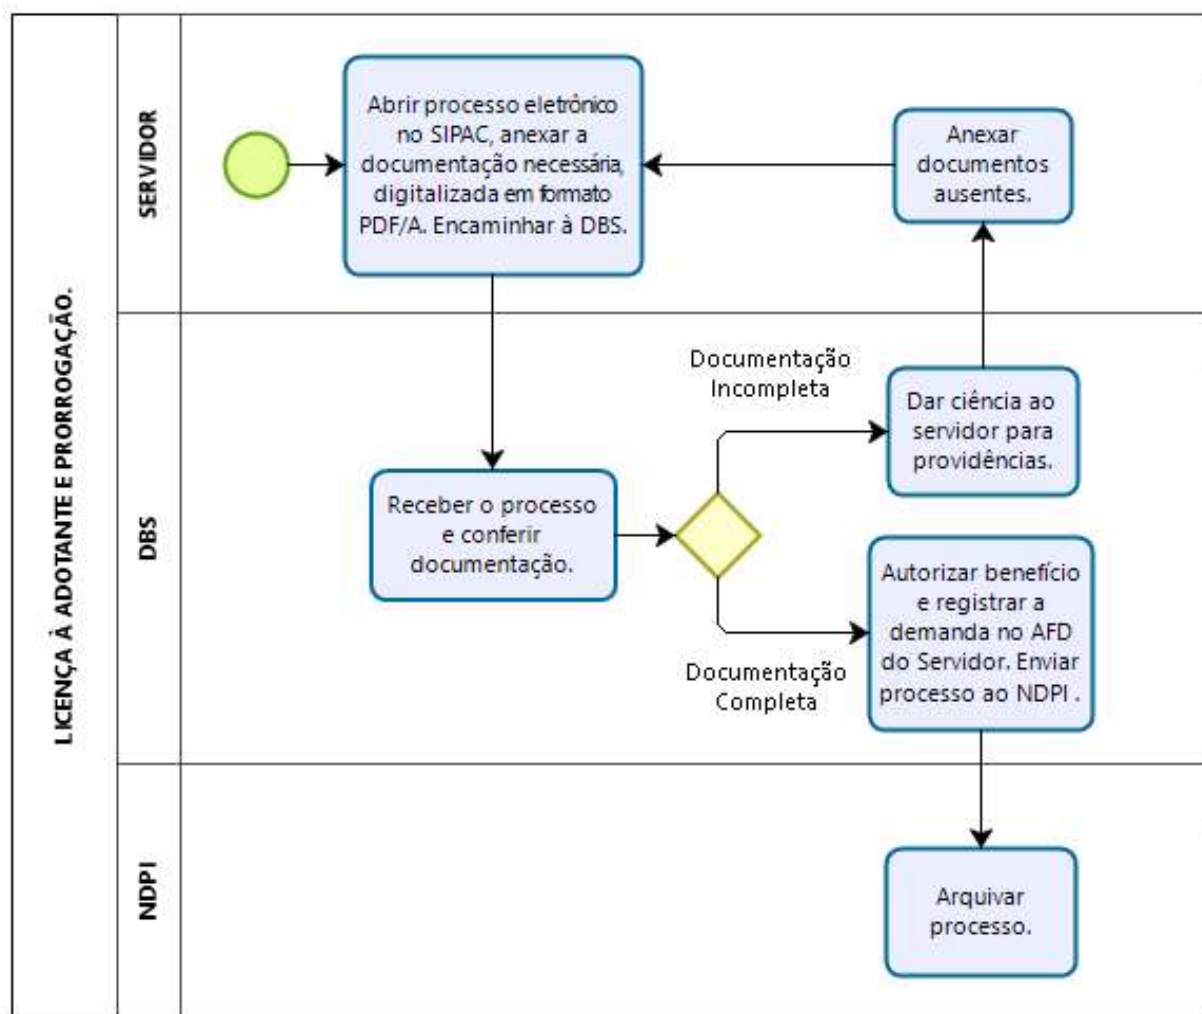 LICENÇA À ADOTANTE E PRORROGAÇÃO.
SERVIDOR
Abrir processo eletrônico
no SIPAC, anexar a
documentação necessária,
digitalizada em formato
PDF/A. Encaminhar à DBS.
Anexar
documentos
ausentes.
DBS
Receber o processo
e conferir
documentação.
Documentação
Incompleta
Dar ciência ao
servidor para
providências.
Documentação
Completa
Autorizar benefício
e registrar a
demanda no AFD
do Servidor. Enviar
processo ao NDPI .
NDPI
Arquivar
processo.